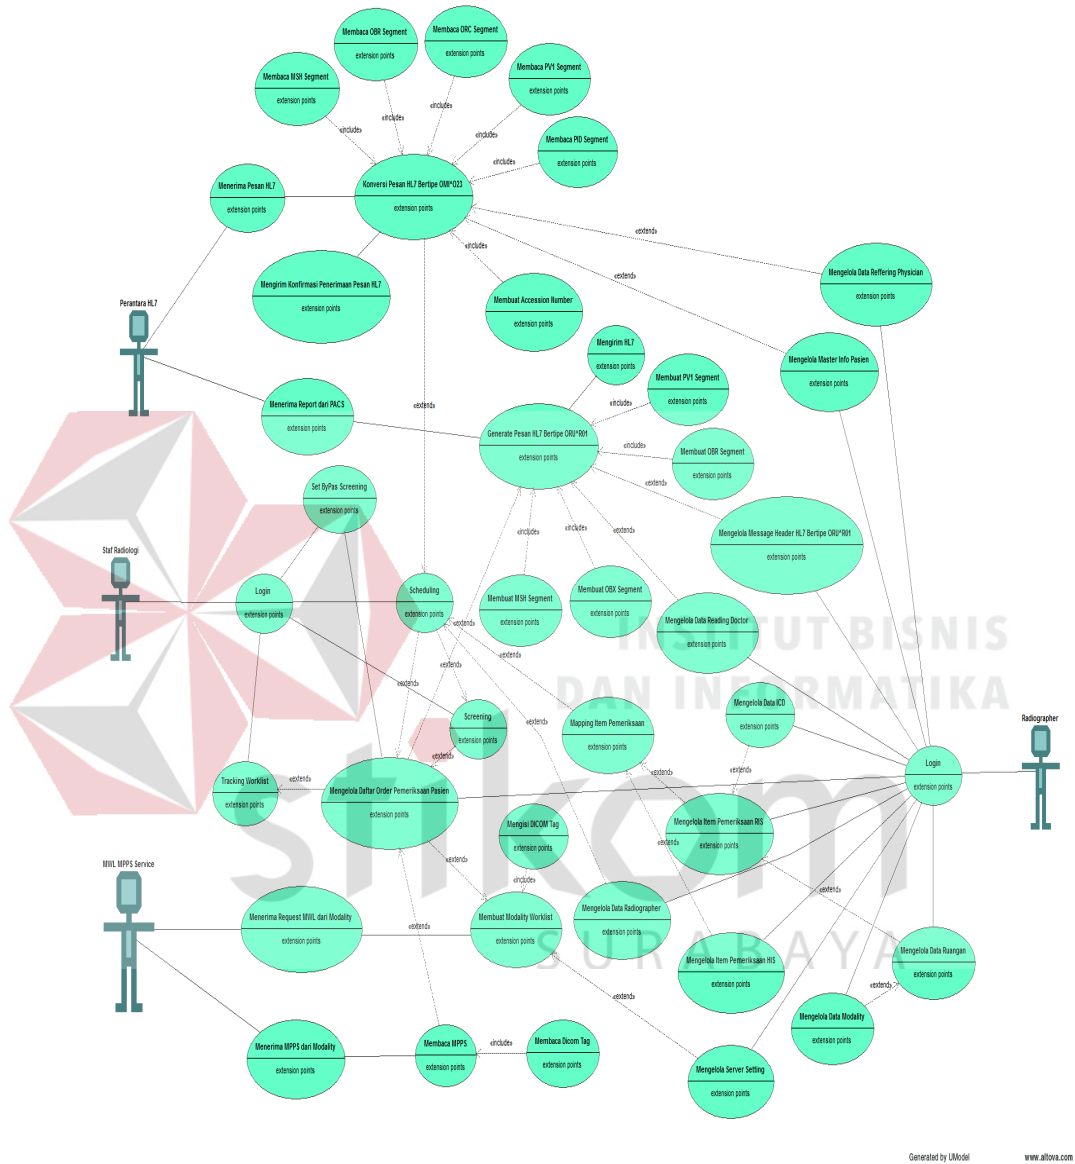 Membaca OBR Segment
extension points
Membaca ORC Segment
extension points
Membaca MSH Segment
extension points
Membaca PV1 Segment
extension points
Membaca PID Segment
extension points
«include»
«include»
«include»
«include»
«include»
Menerima Pesan HL7
extension points
Konversi Pesan HL7 Bertipe OMI^O23
extension points
«extend»
«include»
«extend»
Mengelola Data Reffering Physician
extension points
Mengirim Konfirmasi Penerimaan Pesan HL7
extension points
Membuat Accession Number
extension points
Perantara HL7
Mengirim HL7
extension points
Mengelola Master Info Pasien
extension points
Membuat PV1 Segment
extension points
Menerima Report dari PACS
extension points
«extend»
«include»
Generate Pesan HL7 Bertipe ORU^R01
extension points
«include»
Membuat OBR Segment
extension points
«extend»
Set ByPas Screening
extension points
«include»
«include»
«extend»
Mengelola Message Header HL7 Bertipe ORU^R01
extension points
Staf Radiologi
Login
extension points
Scheduling
extension points
Membuat MSH Segment
extension points
Membuat OBX Segment
extension points
Mengelola Data Reading Doctor
extension points
INSTITUT BISNIS
DAN INFORMATIKA
«extend»
«extend»
«extend»
«extend»
Screening
extension points
«extend»
Mapping Item Pemeriksaan
extension points
Mengelola Data ICD
extension points
Radiographer
Login
extension points
«extend»
«extend»
Tracking Worklist
extension points
«extend»
Mengelola Daftar Order Pemeriksaan Pasien
extension points
Mengisi DICOM Tag
extension points
Mengelola Item Pemeriksaan RIS
extension points
«extend»
«extend»
MWL MPPS Service
stikom
SURABAYA
«include»
«extend»
Menerima Request MWL dari Modality
extension points
«extend»
Membuat Modality Worklist
extension points
Mengelola Data Radiographer
extension points
Mengelola Item Pemeriksaan HIS
extension points
Mengelola Data Ruangan
extension points
«extend»
«extend»
Mengelola Data Modality
extension points
Menerima MPPS dari Modality
extension points
Membaca MPPS
extension points
«include»
Membaca Dicom Tag
extension points
Mengelola Server Setting
extension points
Generated by UModel
www.altova.com